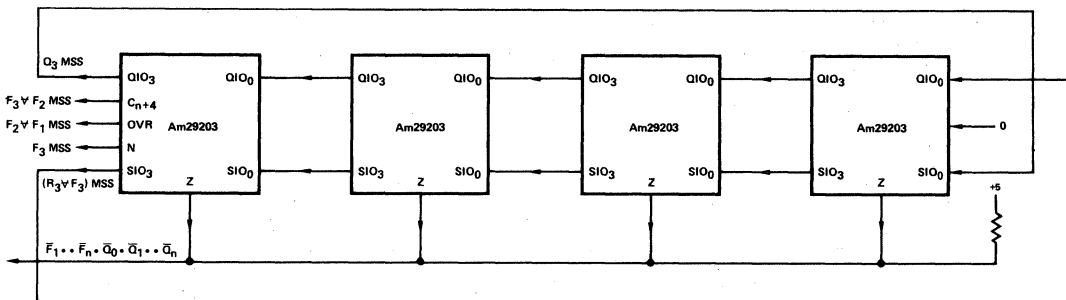 Q3 MSS
QIO3 QIO0 QIO3 QIO0 QIO3 QIO0 QIO3 QIO0
F3 ∀ F2 MSS Cn+4
F2 ∀ F1 MSS OVR Am29203 Am29203 Am29203 Am29203 0
F3 MSS N
SIO3 SIO0 SIO3 SIO0 SIO3 SIO0 SIO3 SIO0
(R3 ∀ F3) MSS Z Z Z Z +5
F̅1 • • F̅n • Q̅0 • Q̅1 • • Q̅n